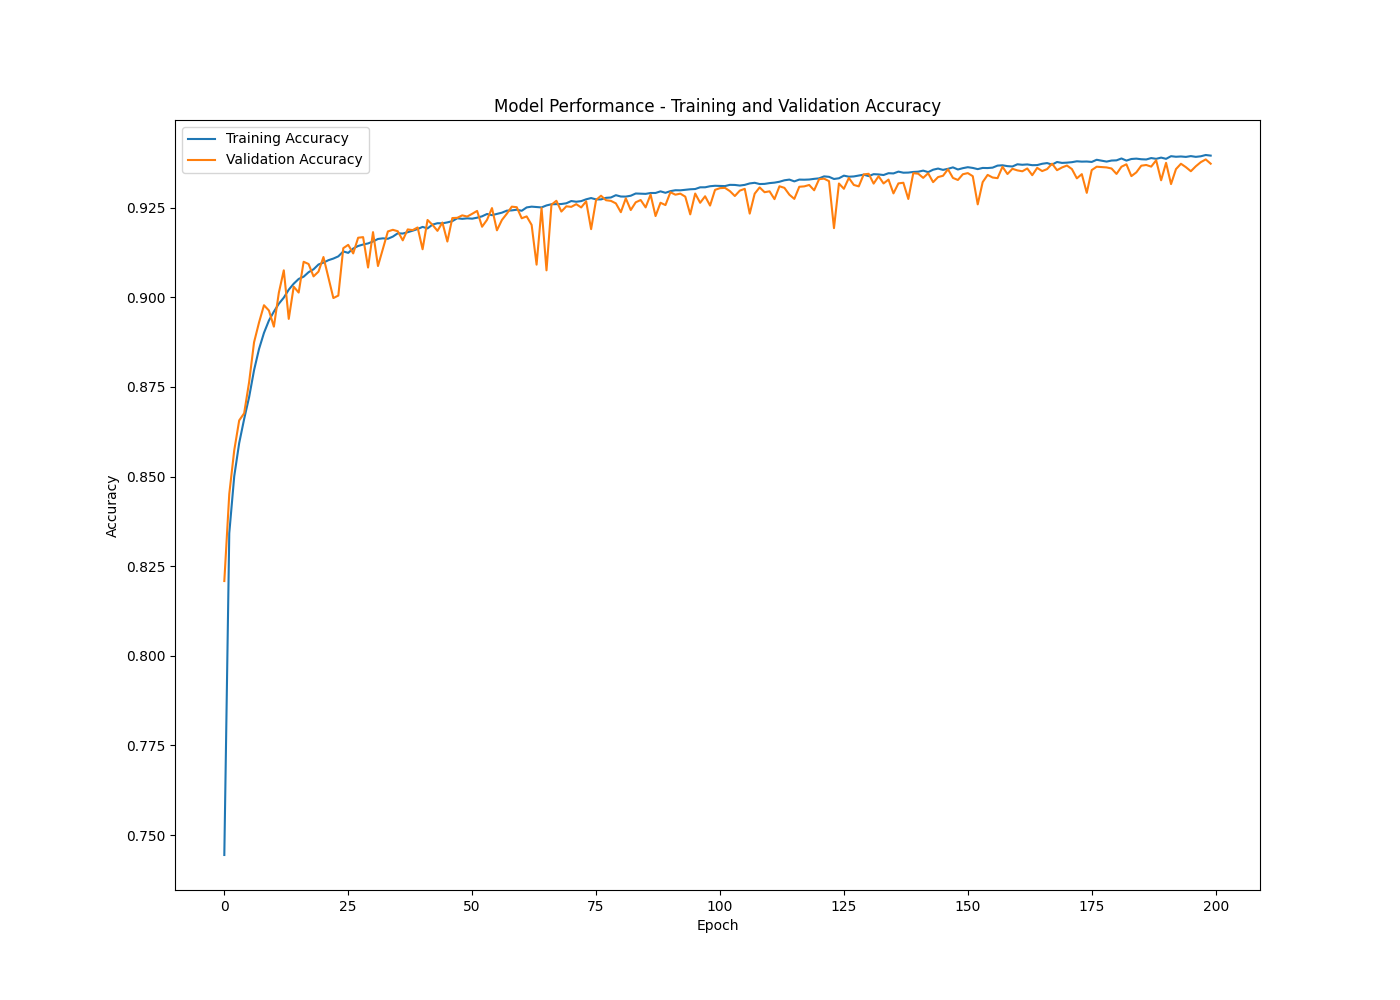 Model Performance - Training and Validation Accuracy
Training Accuracy
Validation Accuracy
0.925
0.900
0.875
0.850
0.825
0.800
0.775
0.750
Accuracy
0 25 50 75 100 125 150 175 200
Epoch